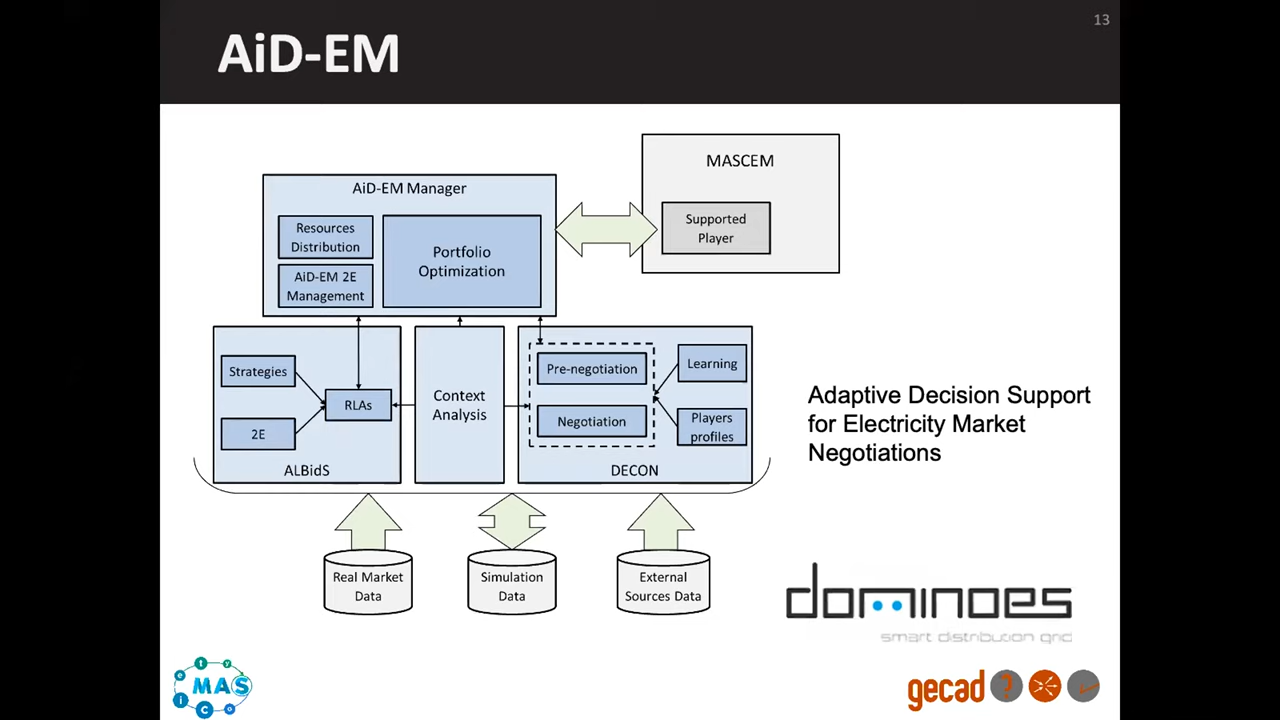 13
AiD-EM
MASCEM
AiD-EM Manager
Supported
Player
Resources
Distribution
Portfolio
Optimization
AiD-EM 2E
Management
Strategies
RLAs
2E
ALBidS
Context
Analysis
Pre-negotiation
Negotiation
Learning
Players
profiles
DECON
Adaptive Decision Support
for Electricity Market
Negotiations
Real Market
Data
Simulation
Data
External
Sources Data
dominoes
smart distribution grid
MAS
society
gecad